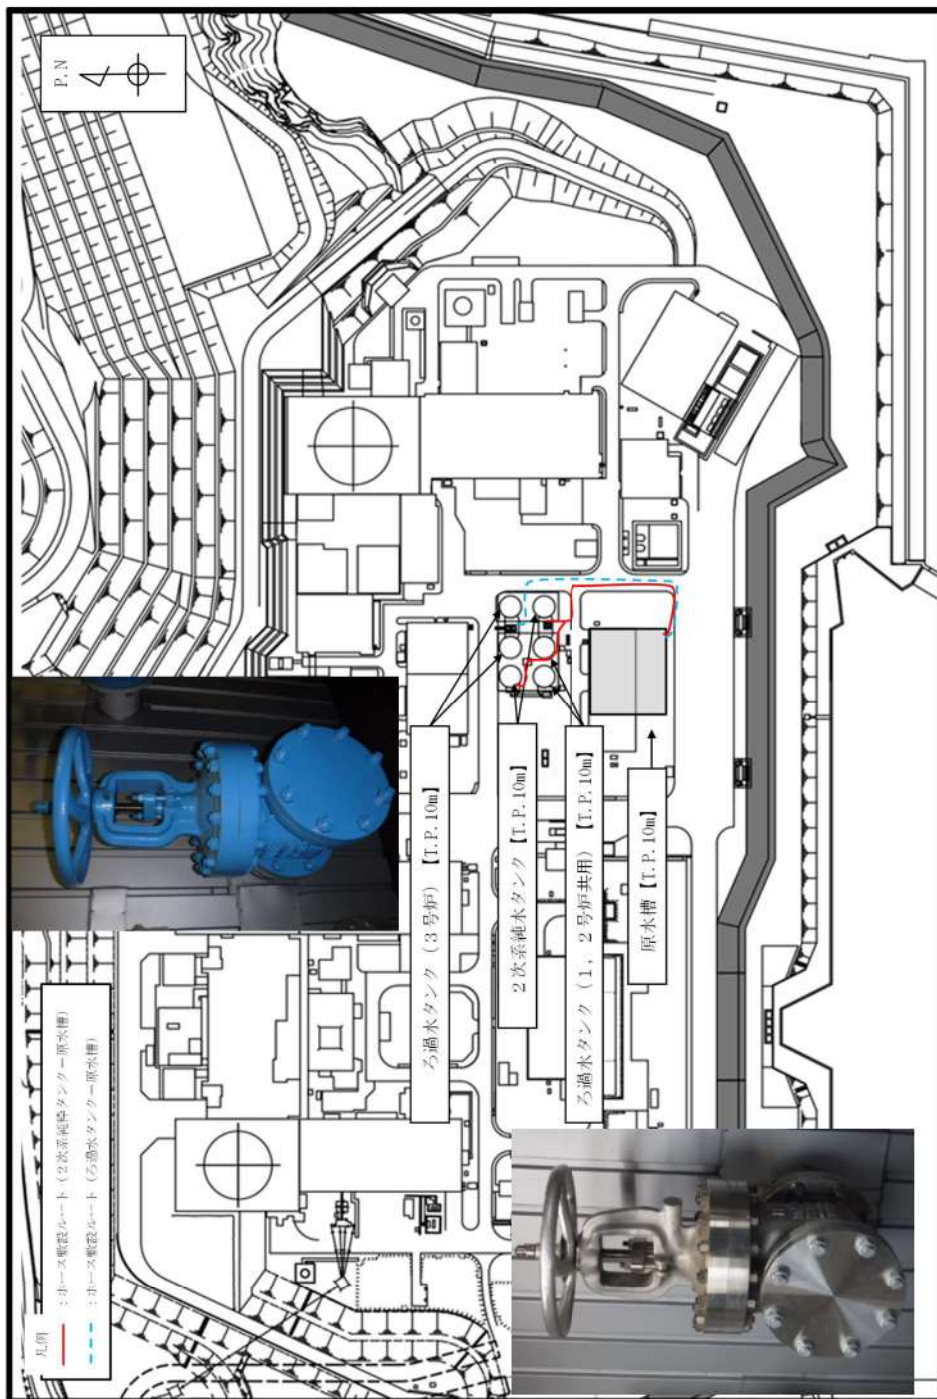 P.N
凡例
：ホース敷設ルート（２次系純粋タンク－原水槽）
：ホース敷設ルート（ろ過水タンク－原水槽）
ろ過水タンク（３号炉）【T.P.10m】
２次系純水タンク【T.P.10m】
ろ過水タンク（１，２号炉共用）【T.P.10m】
原水槽【T.P.10m】